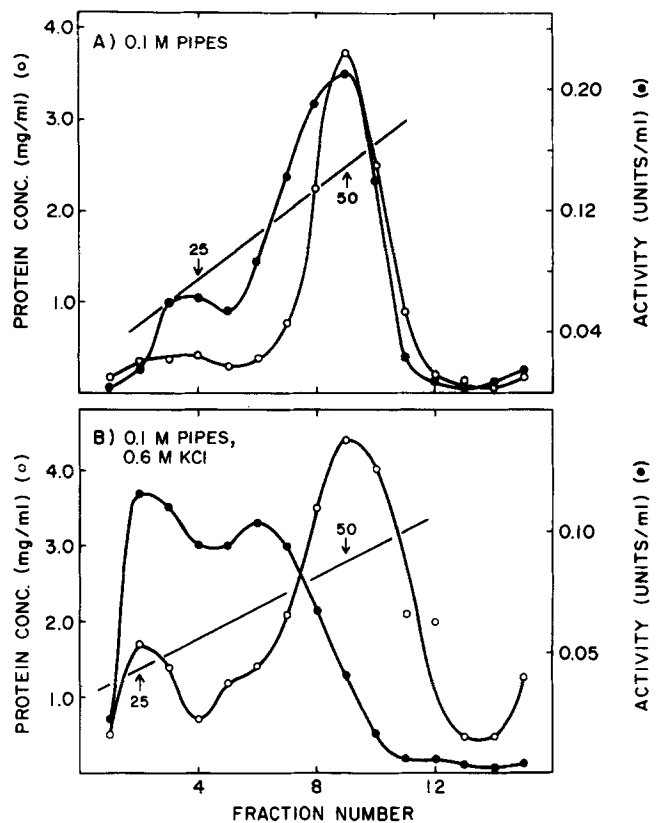 A) 0.1 M PIPES
4.0
3.0
2.0
1.0
PROTEIN CONC. (mg/ml) (○)
0.20
0.12
0.04
ACTIVITY (UNITS/ml) (●)
25
50
B) 0.1 M PIPES,
0.6 M KCl
4.0
3.0
2.0
1.0
PROTEIN CONC. (mg/ml) (○)
0.10
0.05
ACTIVITY (UNITS/ml) (●)
50
25
4
8
12
FRACTION NUMBER